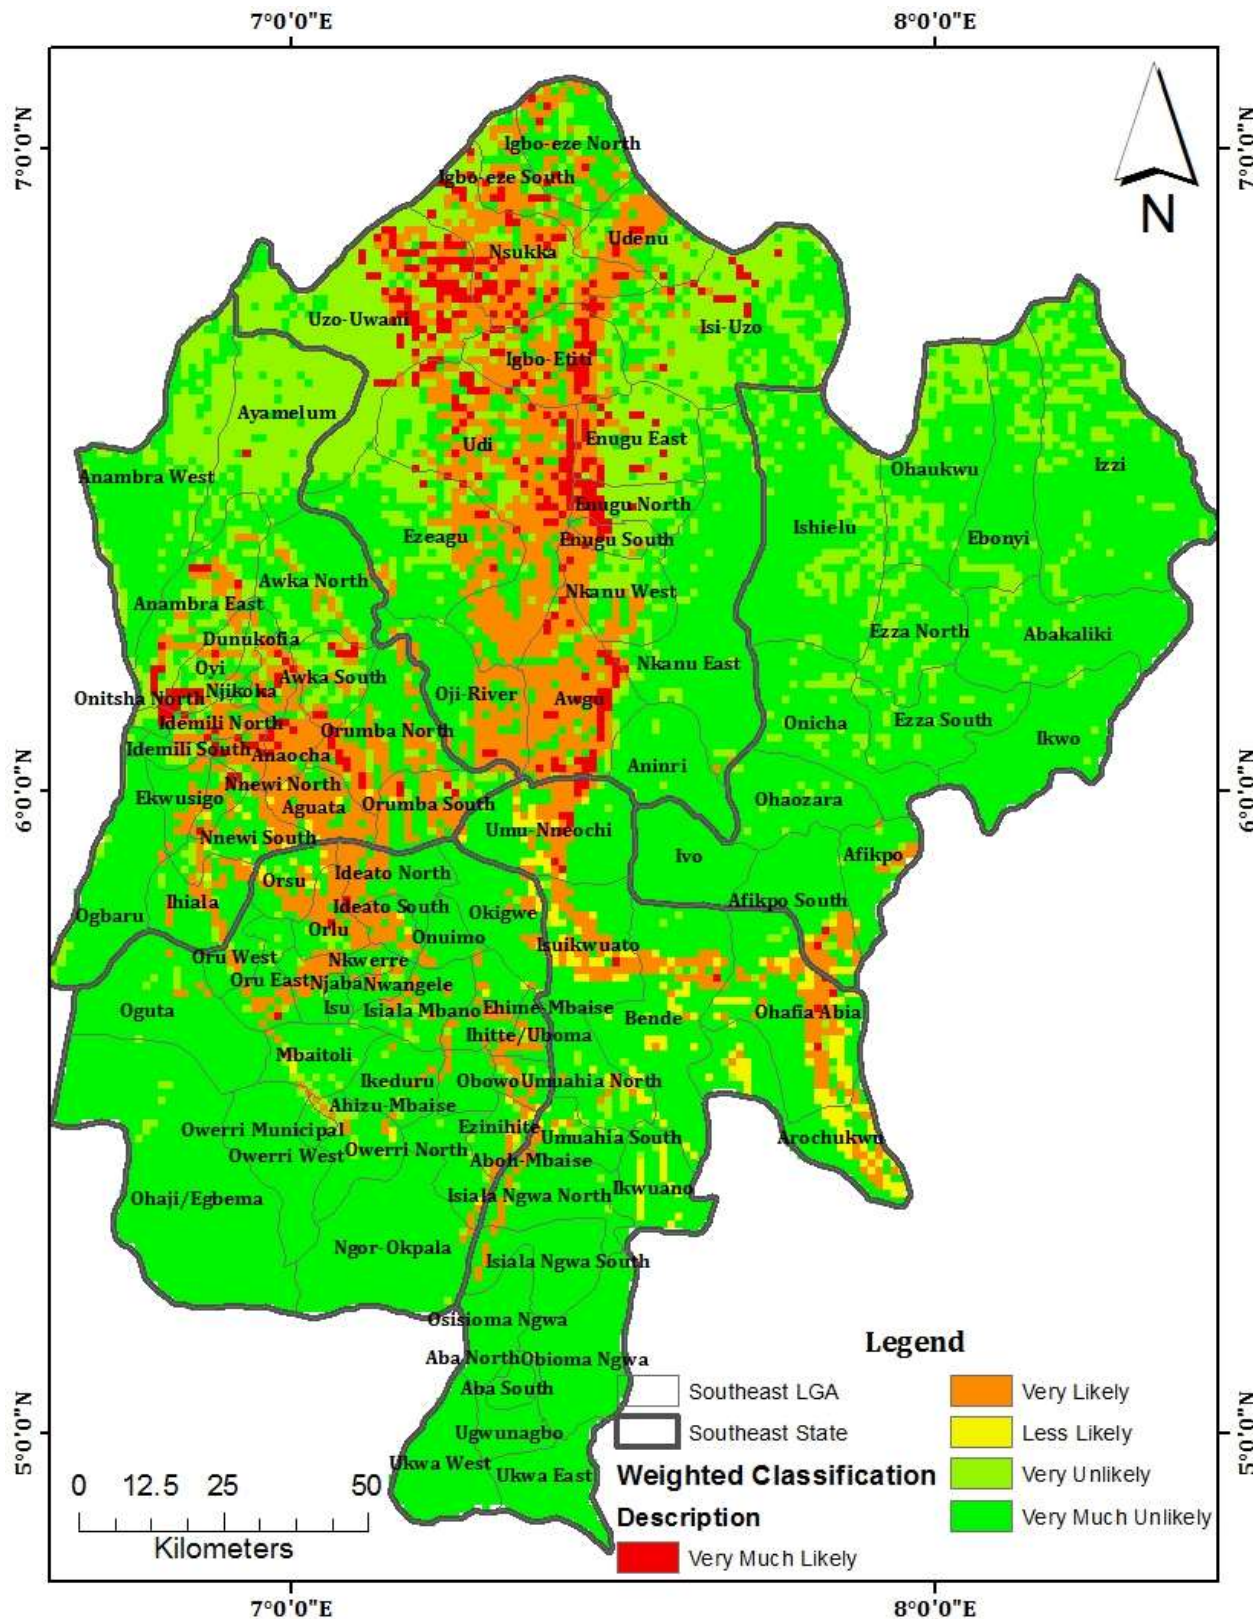 7°0'0"E 8°0'0"E
7°0'0"N 7°0'0"N
N
Igbo-eze North
Igbo-eze South
Udenu
Nsukka
Uzo-Uwani
Isi-Uzo
Igbo-Etiti
Ayamelum
Udi
Enugu East
Anambra West
Ohaukwu
Izzi
Enugu North
Ishielu
Ezeagu
Enugu South
Ebonyi
Awka North
Nkanu West
Anambra East
Ezza North
Abakaliki
Dunukofia
Oyi
Oyi
Nkanu East
Awka South
Njikoka
Onitsha North
Oji-River
Awgu
Idemili North
Onicha
Ezza South
Orumba North
Ikwo
Idemili South
Anaocha
Aninri
Nnewi North
Ekwusigo
Aguata
Orumba South
Ohaozara
6°0'0"N 6°0'0"N
Umu-Nneochi
Nnewi South
Ivo
Afikpo
Orsu
Ideato North
Ihiala
Afikpo South
Ideato South
Okigwe
Ogbaru
Orlu
Onuimo
Isuikwuato
Oru West
Nkwerre
Oru East
Njaba
Nwangele
Oguta
Isu
Isiala Mbano
Ehime-Mbaise
Bende
Ohafia Abia
Ihitte/Uboma
Mbaitoli
Ikeduru
Obowo
Umuahia North
Ahizu-Mbaise
Owerri Municipal
Ezinihite
Umuahia South
Arochukwu
Owerri West
Owerri North
Aboh-Mbaise
Ohaji/Egbema
Isiala Ngwa North
Ikwuano
Ngor-Okpala
Isiala Ngwa South
Osisioma Ngwa
Aba North
Obioma Ngwa
Aba South
Ugwunagbo
Ukwa West
Ukwa East
5°0'0"N 5°0'0"N
0 12.5 25 50
Kilometers
Legend
Southeast LGA
Southeast State
Weighted Classification
Description
Very Much Likely
Very Likely
Less Likely
Very Unlikely
Very Much Unlikely
7°0'0"E 8°0'0"E